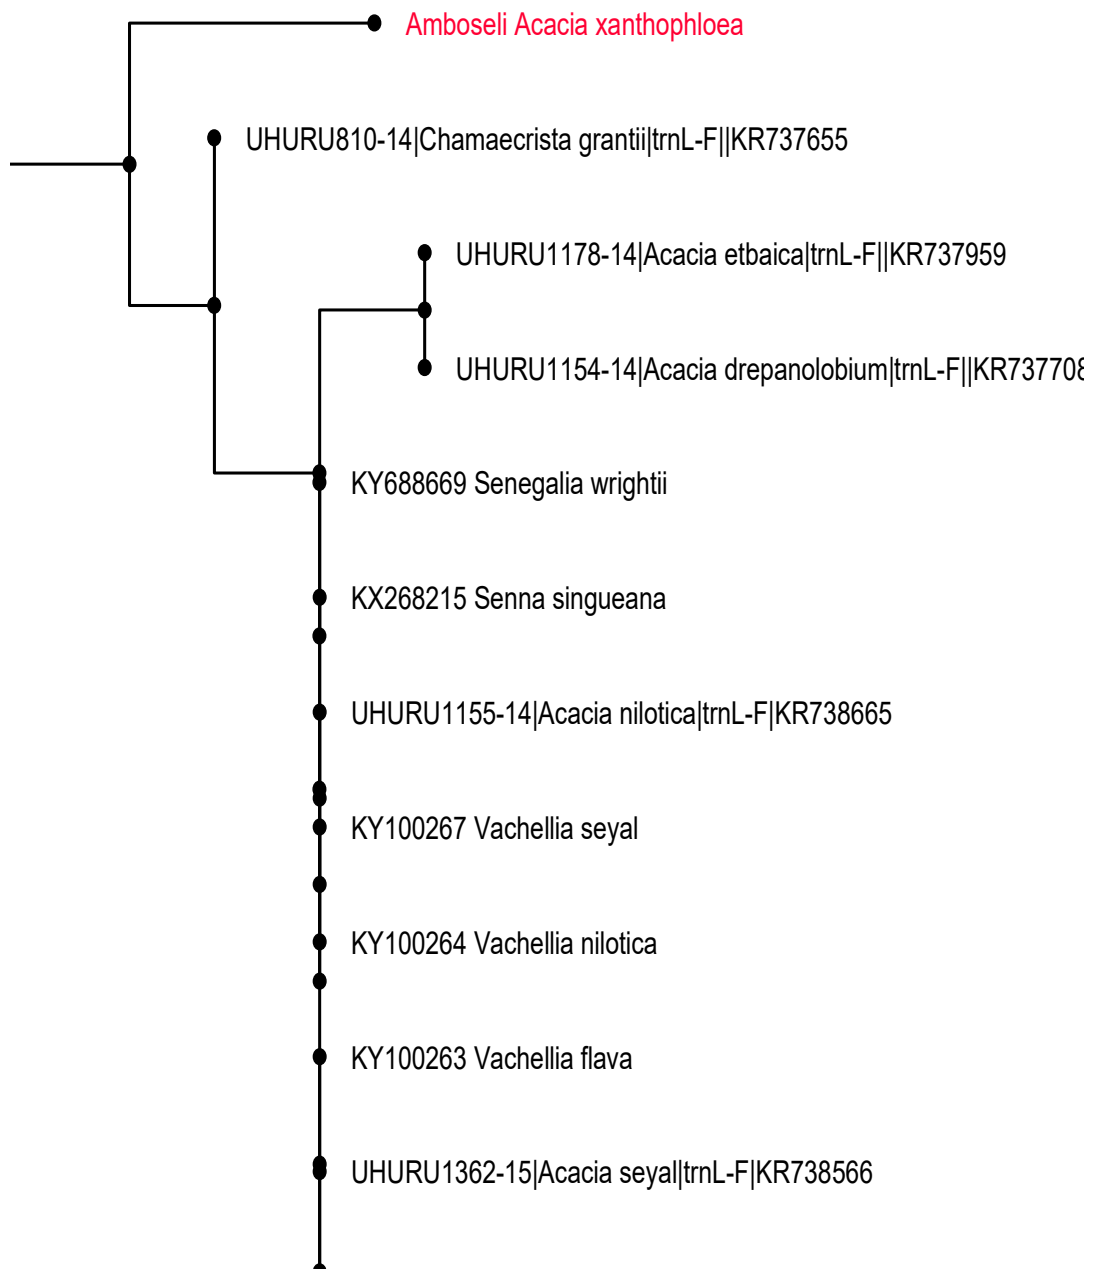 Amboseli Acacia xanthophloea
UHURU810-14|Chamaecrista grantii|trnL-F||KR737655
UHURU1178-14|Acacia etbaica|trnL-F||KR737959
UHURU1154-14|Acacia drepanolobium|trnL-F||KR737708
KY688669 Senegalia wrightii
KX268215 Senna singueana
UHURU1155-14|Acacia nilotica|trnL-F|KR738665
KY100267 Vachellia seyal
KY100264 Vachellia nilotica
KY100263 Vachellia flava
UHURU1362-15|Acacia seyal|trnL-F|KR738566